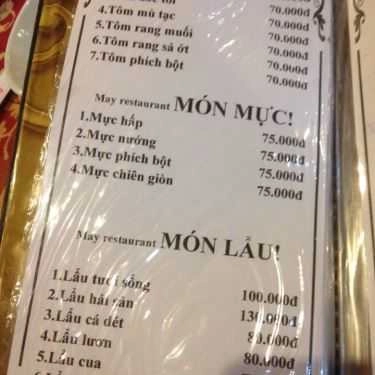 70.000đ
4.Tôm mù tạc 70.000đ
5.Tôm rang muối 70.000đ
6.Tôm rang sả ớt 70.000đ
7.Tôm phích bột 70.000đ
May restaurant MÓN MỰC!
1.Mực hấp 75.000đ
2.Mực nướng 75.000đ
3.Mực phích bột 75.000đ
4.Mực chiên giòn 75.000đ
May restaurant MÓN LẨU!
1.Lẩu tươi sống 100.000đ
2.Lẩu hải sản 130.000đ
3.Lẩu cá dét 80.000đ
4.Lẩu lươn 80.000đ
5.Lẩu cua